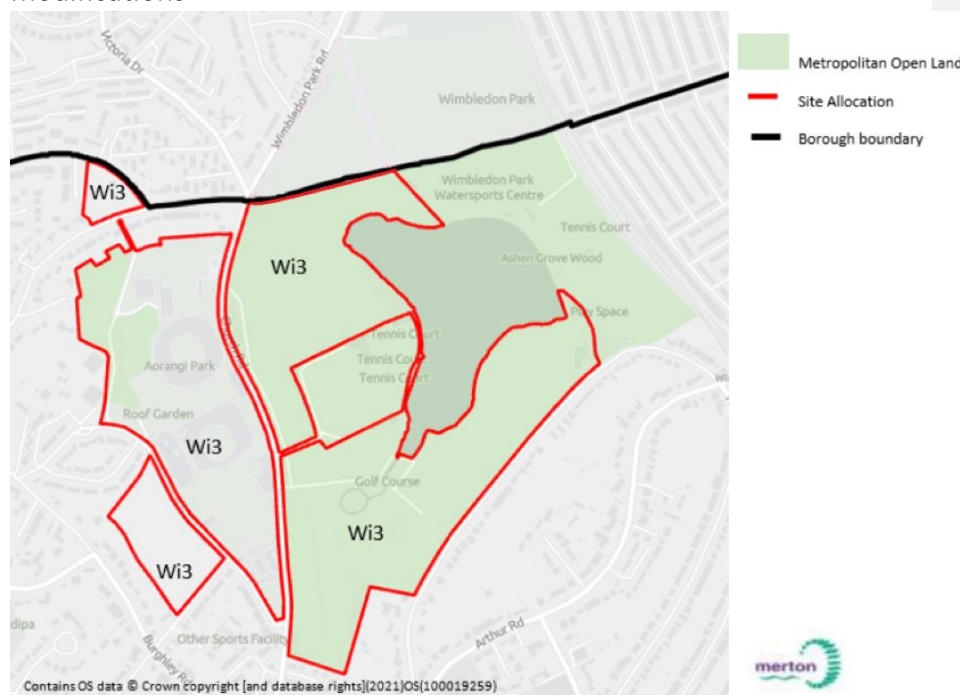 modifications
Victoria Dr
Wimbledon Park Rd
Wimbledon Park
Wi3
Wimbledon Park
Watersports Centre
Tennis Court
Ashen Grove Wood
Wi3
Play Space
Tennis Court
Tennis Court
Tennis Court
Aorangi Park
Roof Garden
Wi3
Golf Course
Wi3
Wi3
Other Sports Facility
Arthur Rd
Burghley Rd
dipa
Contains OS data © Crown copyright [and database rights](2021)OS(100019259)
Metropolitan Open Land
Site Allocation
Borough boundary
merton